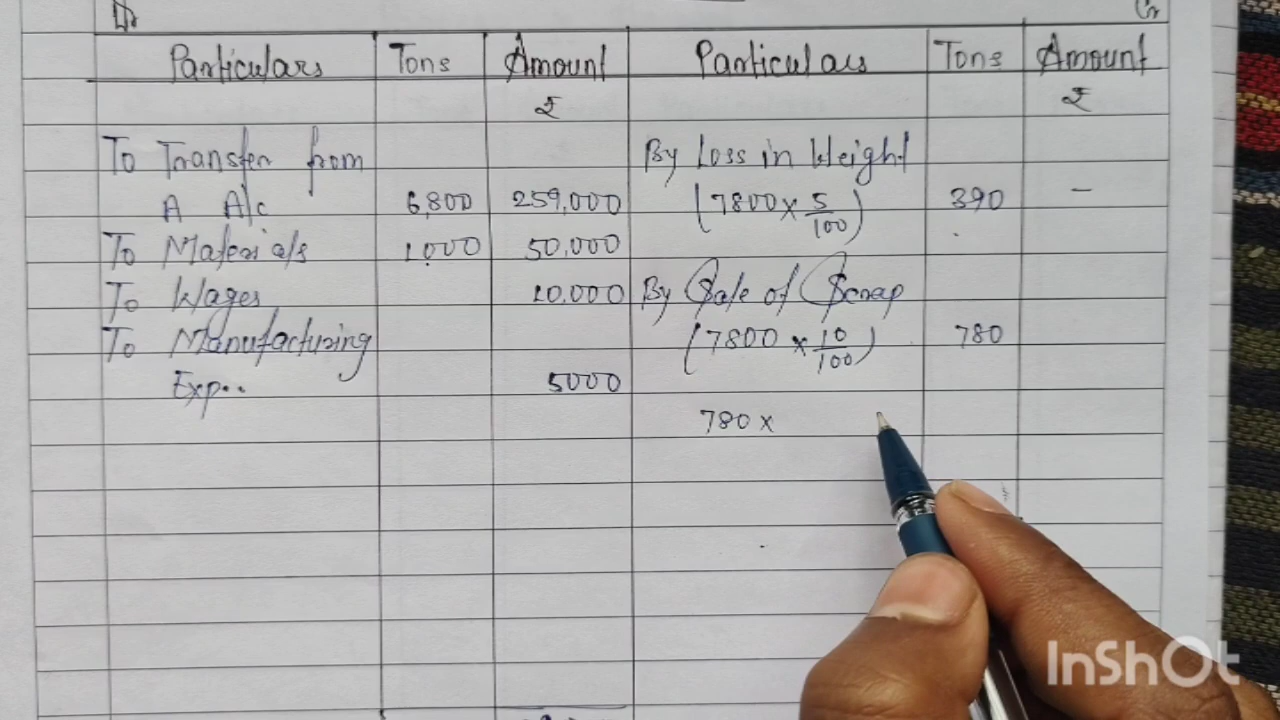 Dr Cr
Particulars Tons Amount Particulars Tons Amount
₹ ₹
To Transfer from By Loss in Weight
A A/c 6,800 259,000 (7800 × 5/100) 390 –
To Materials 1,000 50,000
To Wages 10,000 By Sale of Scrap
To Manufacturing (7800 × 10/100) 780
Exp.. 5000
780 ×
InShOt